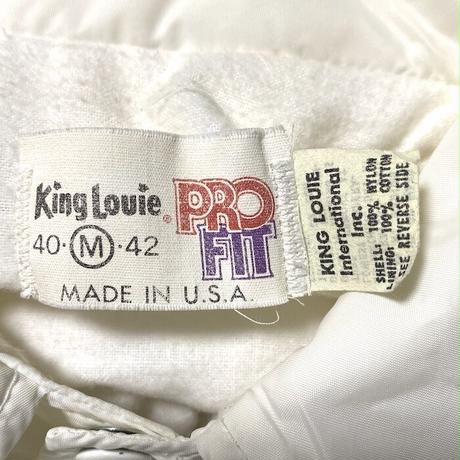 King Louie® PRO
FIT
40·M·42
MADE IN U.S.A.
KING LOUIE
International
Inc.
SHELL: 100% NYLON
LINING: 100% COTTON
SEE REVERSE SIDE